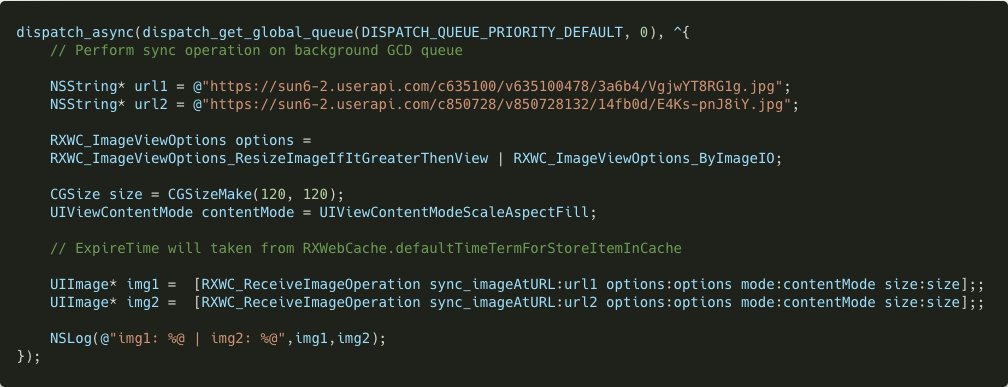 dispatch_async(dispatch_get_global_queue(DISPATCH_QUEUE_PRIORITY_DEFAULT, 0), ^{
    // Perform sync operation on background GCD queue

    NSString* url1 = @"https://sun6-2.userapi.com/c635100/v635100478/3a6b4/VgjwYT8RG1g.jpg";
    NSString* url2 = @"https://sun6-2.userapi.com/c850728/v850728132/14fb0d/E4Ks-pnJ8iY.jpg";

    RXWC_ImageViewOptions options =
    RXWC_ImageViewOptions_ResizeImageIfItGreaterThenView | RXWC_ImageViewOptions_ByImageIO;

    CGSize size = CGSizeMake(120, 120);
    UIViewContentMode contentMode = UIViewContentModeScaleAspectFill;

    // ExpireTime will taken from RXWebCache.defaultTimeTermForStoreItemInCache

    UIImage* img1 =  [RXWC_ReceiveImageOperation sync_imageAtURL:url1 options:options mode:contentMode size:size];;
    UIImage* img2 =  [RXWC_ReceiveImageOperation sync_imageAtURL:url2 options:options mode:contentMode size:size];;

    NSLog(@"img1: %@ | img2: %@",img1,img2);
});